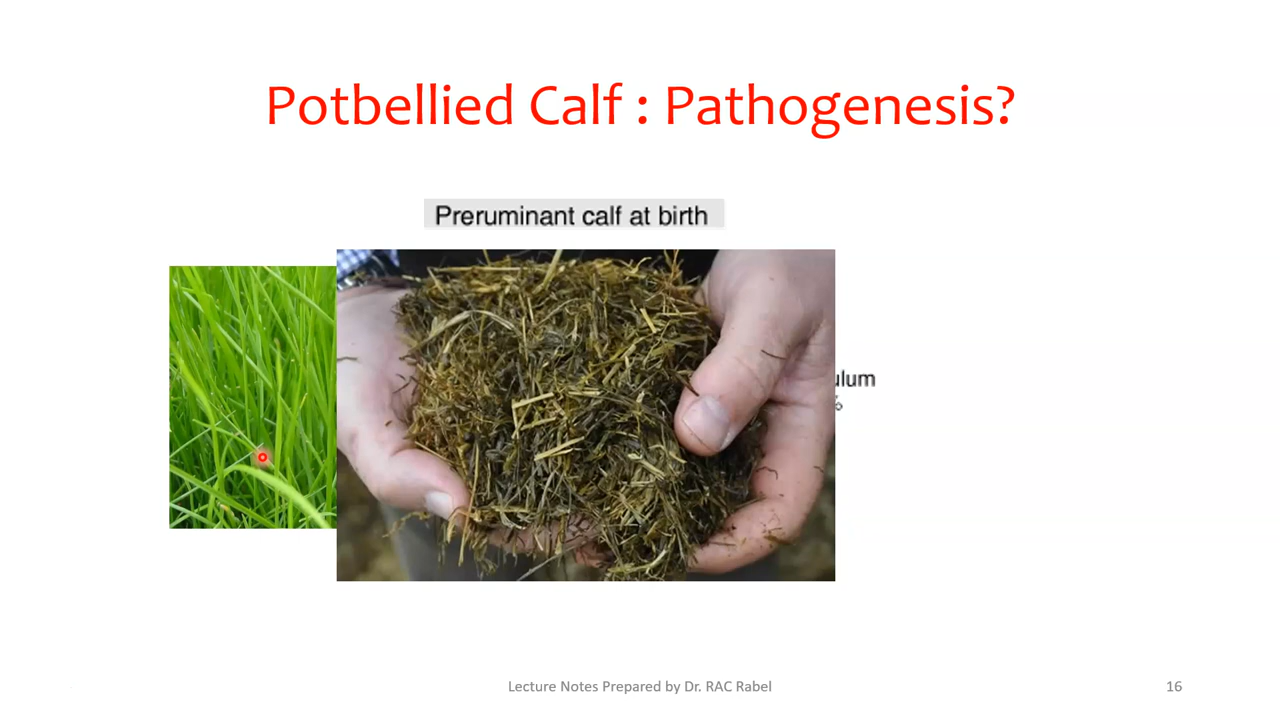 Potbellied Calf : Pathogenesis?
Preruminant calf at birth
ulum
%
Lecture Notes Prepared by Dr. RAC Rabel
16